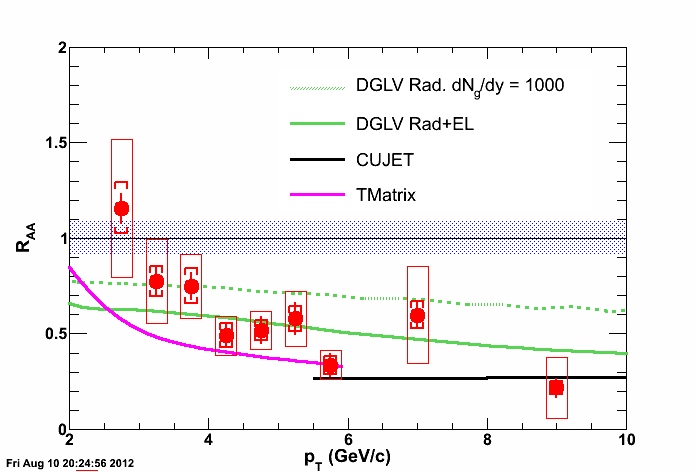 2
1.5
1
0.5
0
R_AA
DGLV Rad. dN_g/dy = 1000
DGLV Rad+EL
CUJET
TMatrix
2 4 6 8 10
p_T (GeV/c)
Fri Aug 10 20:24:56 2012